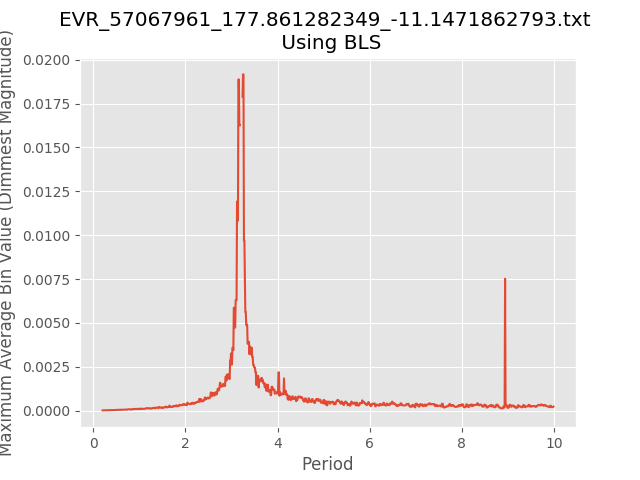 EVR_57067961_177.861282349_-11.1471862793.txt
Using BLS
Maximum Average Bin Value (Dimmest Magnitude)
0.0200
0.0175
0.0150
0.0125
0.0100
0.0075
0.0050
0.0025
0.0000
0 2 4 6 8 10
Period